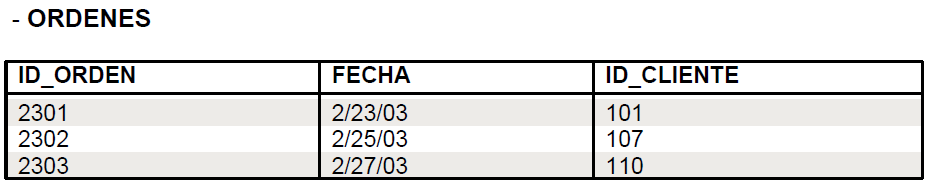 - ORDENES
ID_ORDEN FECHA ID_CLIENTE
2301 2/23/03 101
2302 2/25/03 107
2303 2/27/03 110